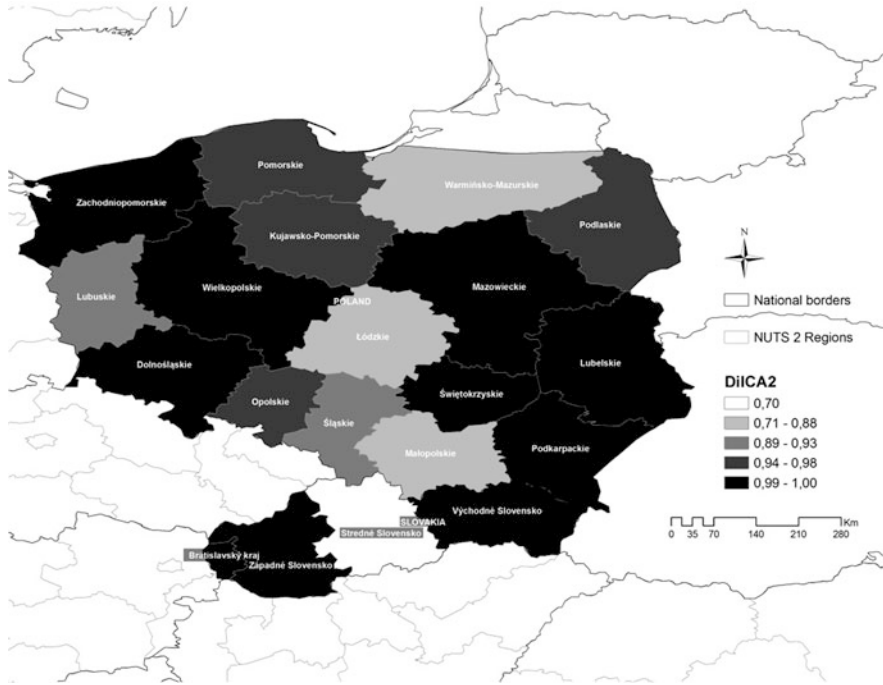 Pomorskie
Warmińsko-Mazurskie
Zachodniopomorskie
Podlaskie
Kujawsko-Pomorskie
N
Lubuskie
Wielkopolskie
Mazowieckie
POLAND
National borders
Łódzkie
NUTS 2 Regions
Dolnośląskie
Lubelskie
DiICA2
Świętokrzyskie
0,70
Opolskie
0,71 - 0,88
Śląskie
0,89 - 0,93
Małopolskie
Podkarpackie
0,94 - 0,98
0,99 - 1,00
Východné Slovensko
SLOVAKIA
Stredné Slovensko
Km
0 35 70 140 210 280
Bratislavský kraj
Západné Slovensko